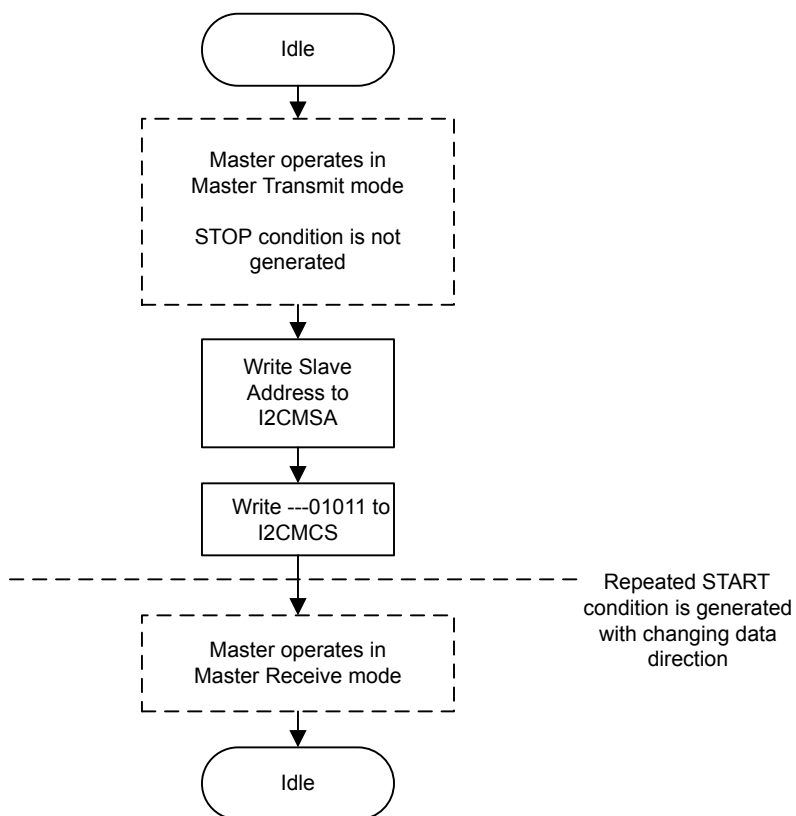 Idle
Master operates in
Master Transmit mode
STOP condition is not
generated
Write Slave
Address to
I2CMSA
Write ---01011 to
I2CMCS
Repeated START
condition is generated
with changing data
direction
Master operates in
Master Receive mode
Idle